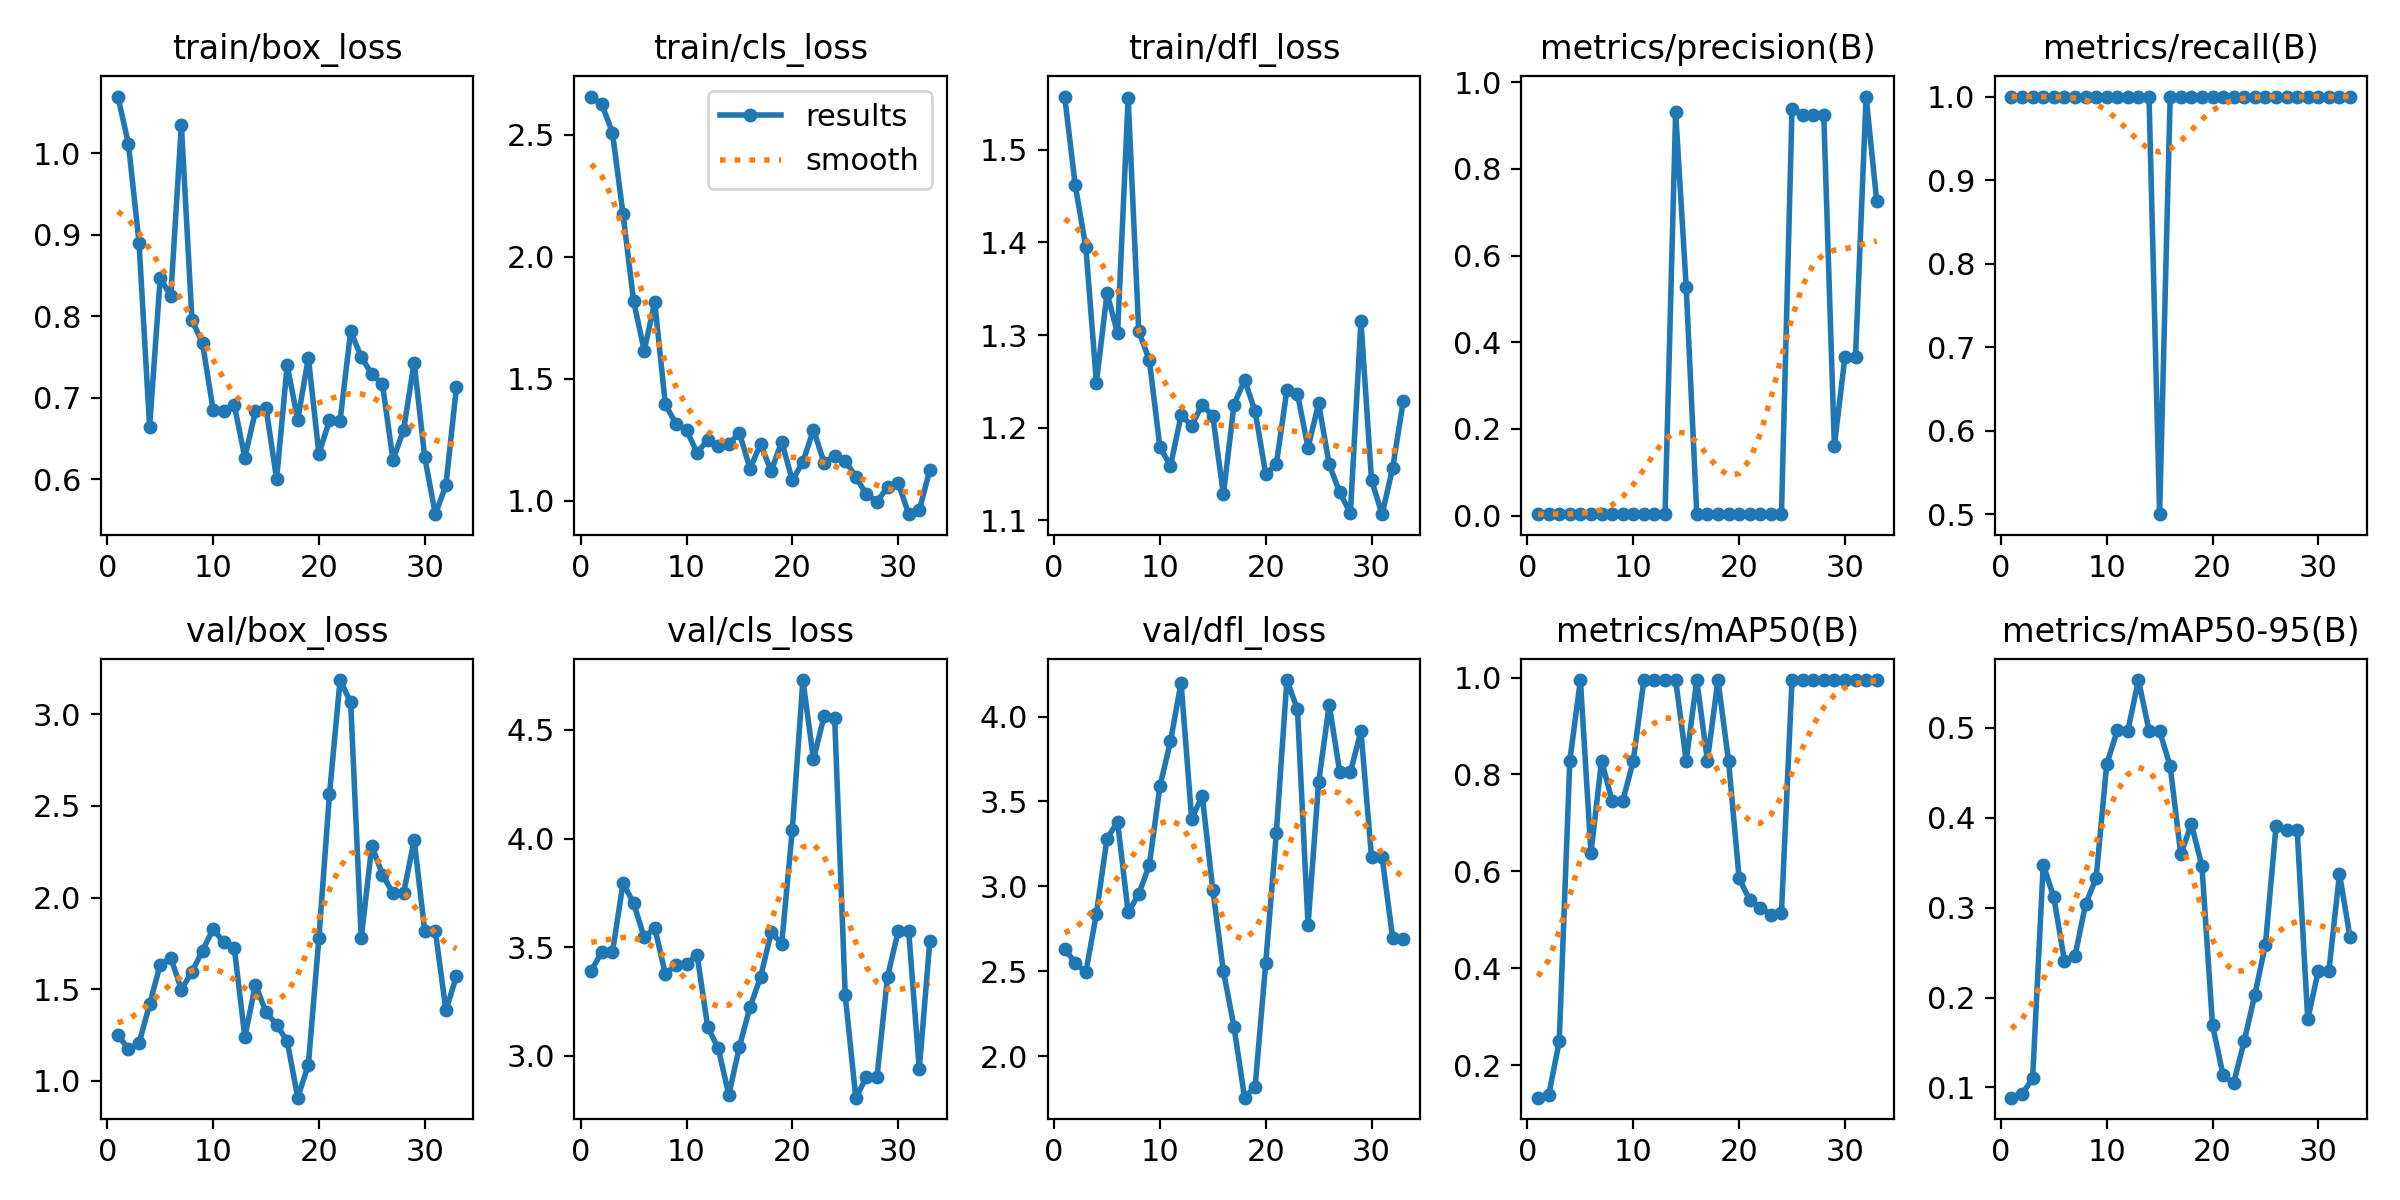 train/box_loss
train/cls_loss
train/dfl_loss
metrics/precision(B)
metrics/recall(B)
results
smooth
1.0
0.9
0.8
0.7
0.6
0 10 20 30
2.5
2.0
1.5
1.0
0 10 20 30
1.5
1.4
1.3
1.2
1.1
0 10 20 30
1.0
0.8
0.6
0.4
0.2
0.0
0 10 20 30
1.0
0.9
0.8
0.7
0.6
0.5
0 10 20 30
val/box_loss
val/cls_loss
val/dfl_loss
metrics/mAP50(B)
metrics/mAP50-95(B)
3.0
2.5
2.0
1.5
1.0
0 10 20 30
4.5
4.0
3.5
3.0
0 10 20 30
4.0
3.5
3.0
2.5
2.0
0 10 20 30
1.0
0.8
0.6
0.4
0.2
0 10 20 30
0.5
0.4
0.3
0.2
0.1
0 10 20 30